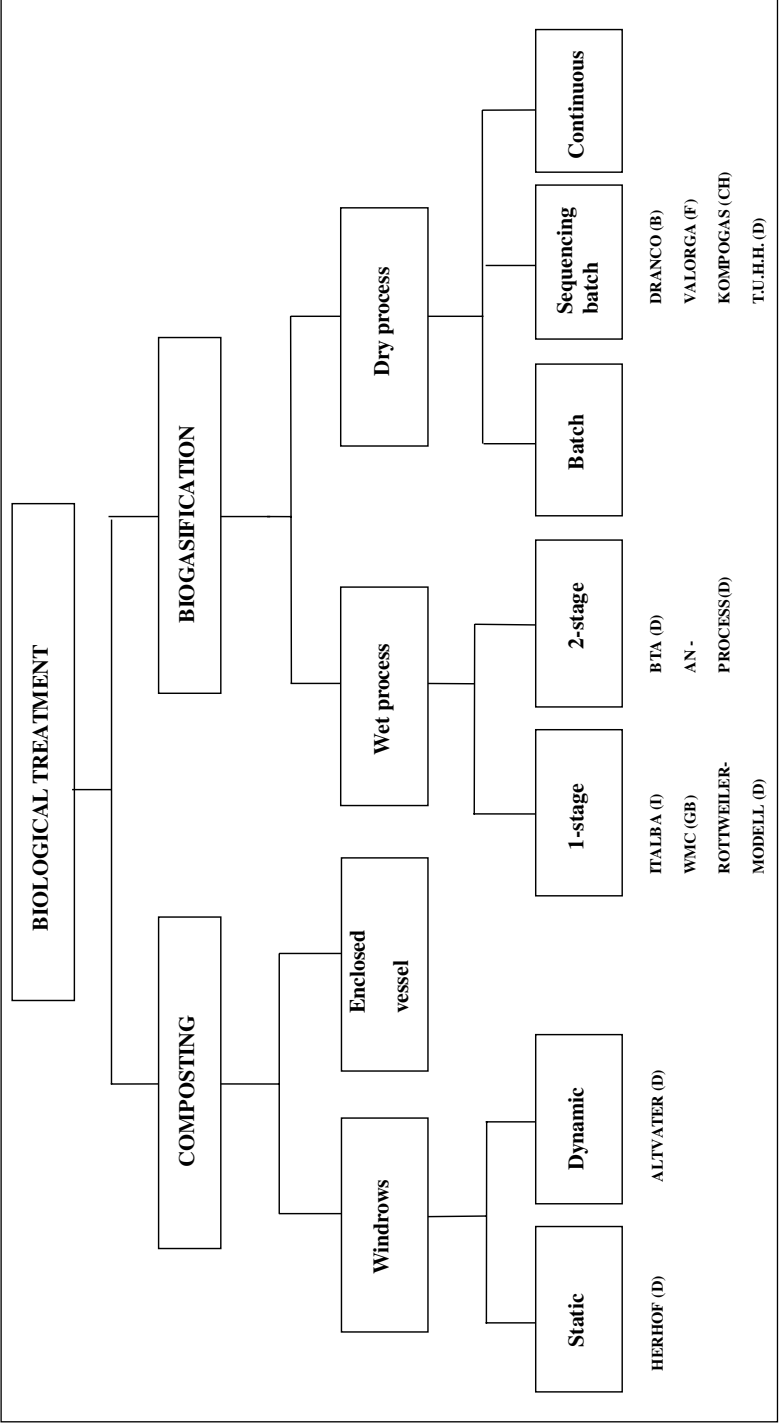 BIOLOGICAL TREATMENT
COMPOSTING
BIOGASIFICATION
Windrows
Enclosed
vessel
Wet process
Dry process
Static
Dynamic
1-stage
2-stage
Batch
Sequencing
batch
Continuous
HERHOF (D)
ALTVATER (D)
ITALBA (I)
WMC (GB)
ROTTWEILER-
MODELL (D)
BTA (D)
AN -
PROCESS(D)
DRANCO (B)
VALORGA (F)
KOMPOGAS (CH)
T.U.H.H. (D)